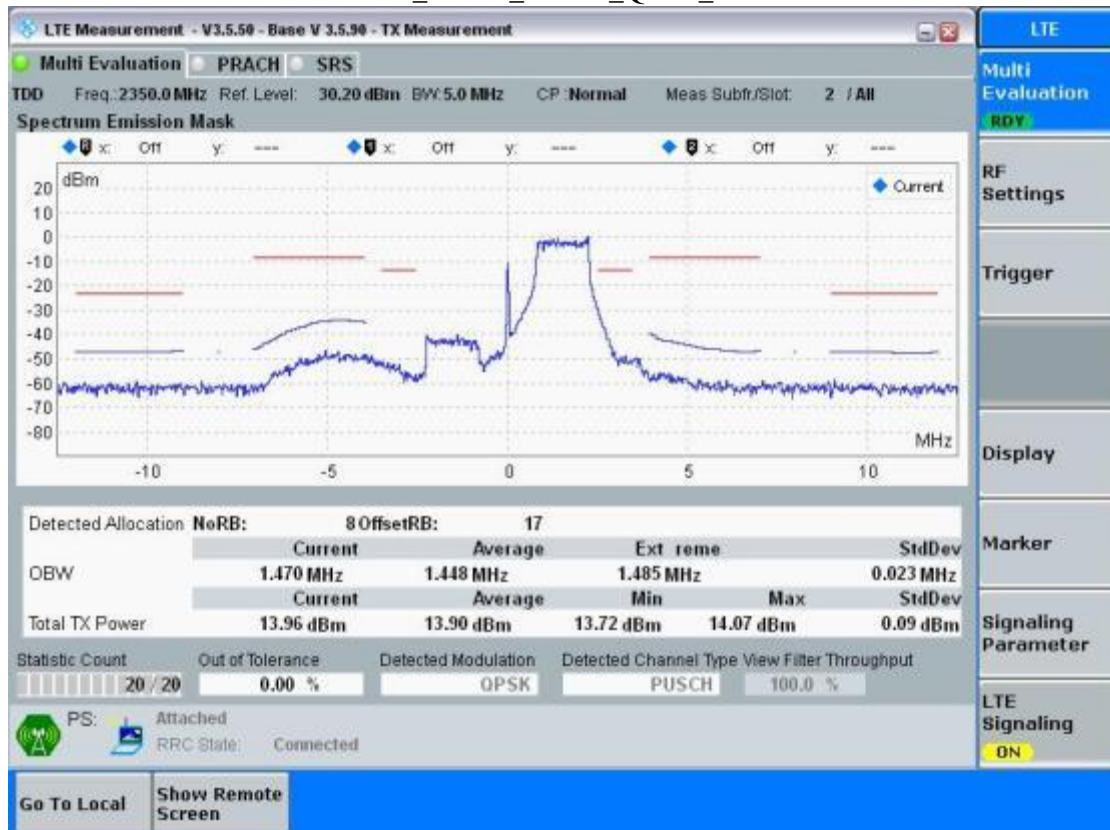 LTE Measurement - V3.5.50 - Base V 3.5.90 - TX Measurement
LTE
Multi Evaluation PRACH SRS
Multi
Evaluation
RDY
TDD Freq.:2350.0 MHz Ref. Level: 30.20 dBm BW: 5.0 MHz CP :Normal Meas Subfr./Slot: 2 / All
Spectrum Emission Mask
x: Off y: --- x: Off y: --- x: Off y: ---
RF
Settings
dBm
Current
20
10
0
-10
-20
-30
-40
-50
-60
-70
-80
MHz
-10 -5 0 5 10
Trigger
Display
Detected Allocation NoRB: 8 OffsetRB: 17
Current Average Ext reme StdDev
OBW 1.470 MHz 1.448 MHz 1.485 MHz 0.023 MHz
Current Average Min Max StdDev
Total TX Power 13.96 dBm 13.90 dBm 13.72 dBm 14.07 dBm 0.09 dBm
Marker
Signaling
Parameter
Statistic Count Out of Tolerance Detected Modulation Detected Channel Type View Filter Throughput
20 / 20 0.00 % QPSK PUSCH 100.0 %
LTE
Signaling
ON
PS: Attached
RRC State: Connected
Go To Local
Show Remote
Screen